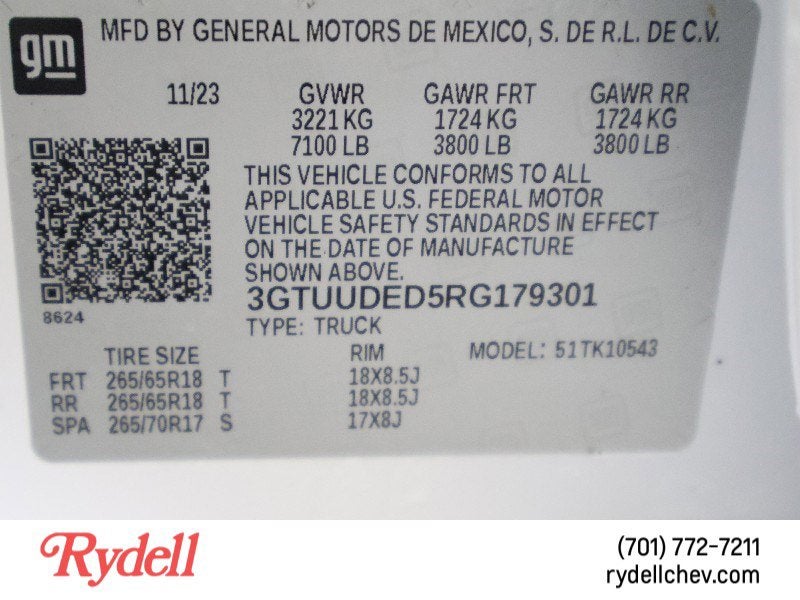 gm
MFD BY GENERAL MOTORS DE MEXICO, S. DE R.L. DE C.V.
11/23 GVWR GAWR FRT GAWR RR
3221 KG 1724 KG 1724 KG
7100 LB 3800 LB 3800 LB
THIS VEHICLE CONFORMS TO ALL
APPLICABLE U.S. FEDERAL MOTOR
VEHICLE SAFETY STANDARDS IN EFFECT
ON THE DATE OF MANUFACTURE
SHOWN ABOVE.
3GTUUDED5RG179301
8624
TYPE: TRUCK
TIRE SIZE RIM MODEL: 51TK10543
FRT 265/65R18 T 18X8.5J
RR 265/65R18 T 18X8.5J
SPA 265/70R17 S 17X8J
Rydell
(701) 772-7211
rydellchev.com